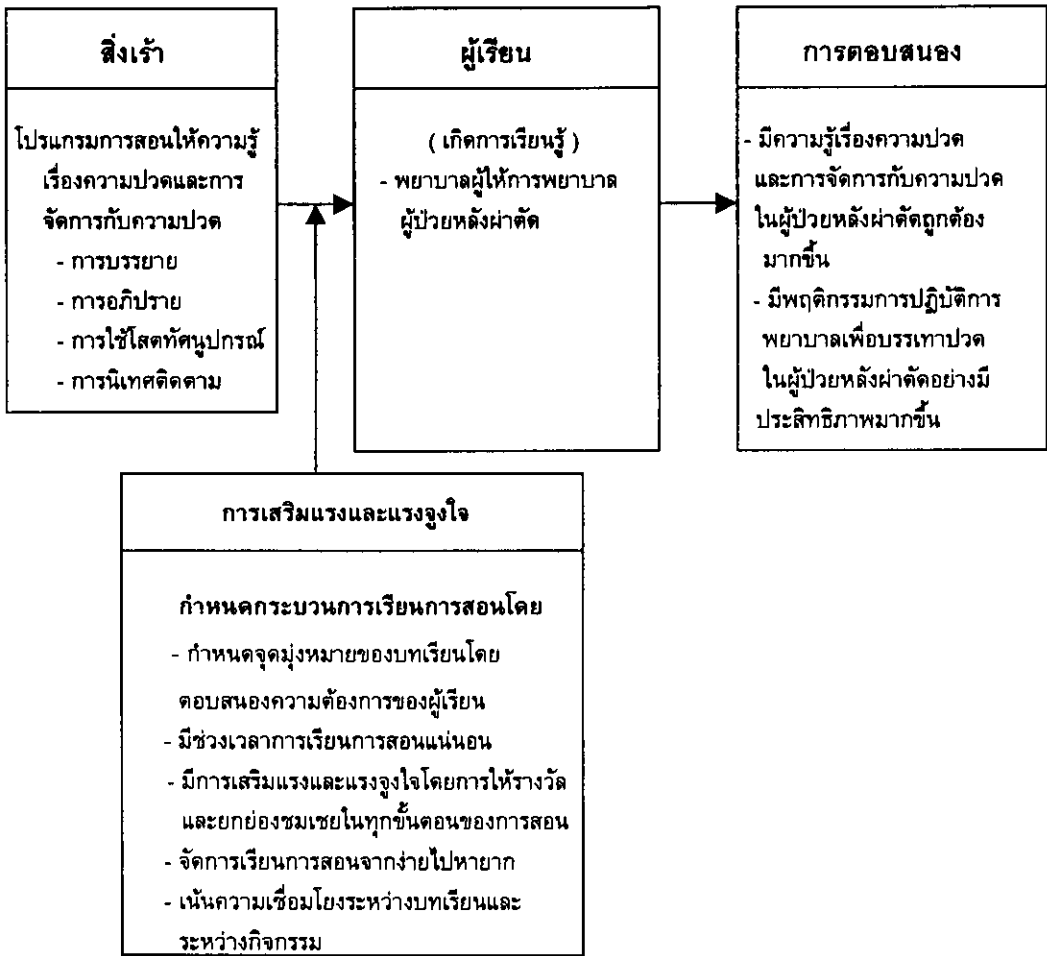 สิ่งเร้า
โปรแกรมการสอนให้ความรู้
เรื่องความปวดและการ
จัดการกับความปวด
- การบรรยาย
- การอภิปราย
- การใช้โสตทัศนูปกรณ์
- การนิเทศติดตาม
ผู้เรียน
( เกิดการเรียนรู้ )
- พยาบาลผู้ให้การพยาบาล
ผู้ป่วยหลังผ่าตัด
การตอบสนอง
- มีความรู้เรื่องความปวด
และการจัดการกับความปวด
ในผู้ป่วยหลังผ่าตัดถูกต้อง
มากขึ้น
- มีพฤติกรรมการปฏิบัติการ
พยาบาลเพื่อบรรเทาปวด
ในผู้ป่วยหลังผ่าตัดอย่างมี
ประสิทธิภาพมากขึ้น
การเสริมแรงและแรงจูงใจ
กำหนดกระบวนการเรียนการสอนโดย
- กำหนดจุดมุ่งหมายของบทเรียนโดย
ตอบสนองความต้องการของผู้เรียน
- มีช่วงเวลาการเรียนการสอนแน่นอน
- มีการเสริมแรงและแรงจูงใจโดยการให้รางวัล
และยกย่องชมเชยในทุกขั้นตอนของการสอน
- จัดการเรียนการสอนจากง่ายไปหายาก
- เน้นความเชื่อมโยงระหว่างบทเรียนและ
ระหว่างกิจกรรม